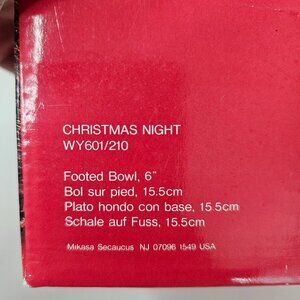 CHRISTMAS NIGHT
WY601/210
Footed Bowl, 6"
Bol sur pied, 15.5cm
Plato hondo con base, 15.5cm
Schale auf Fuss, 15.5cm
Mikasa Secaucus NJ 07096 1549 USA